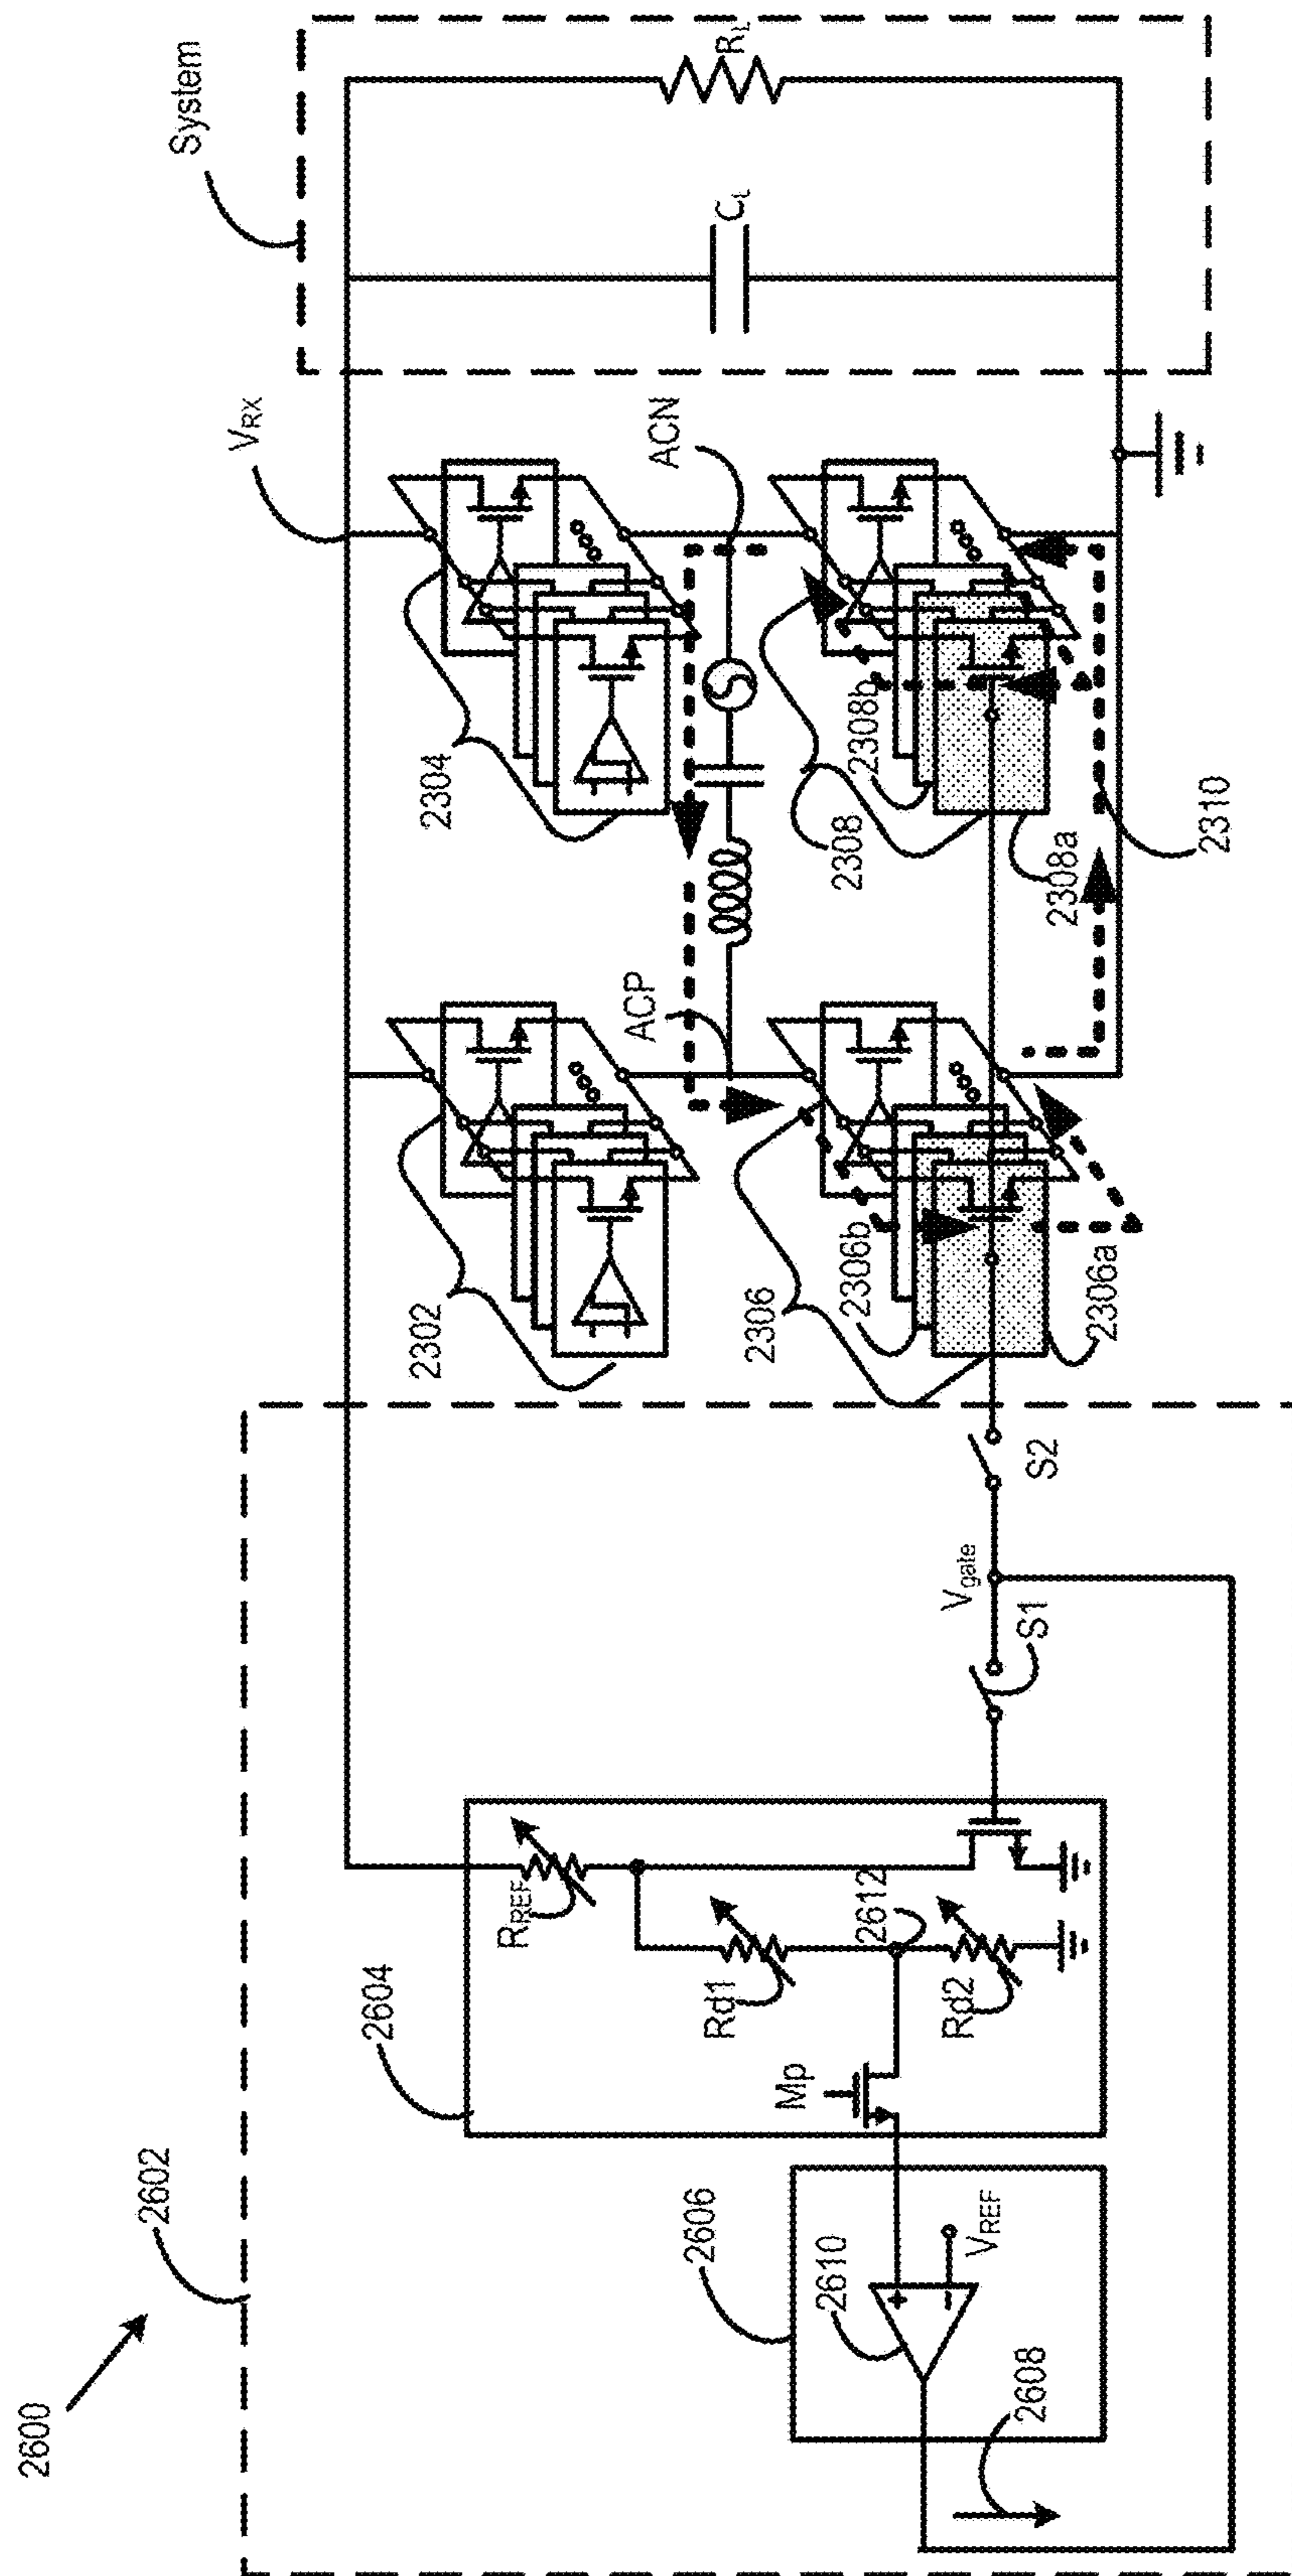 2600
2602
2604
2606
2610
VREF
2608
Mp
RREF
Rd1
2612
Rd2
S1
Vgate
S2
2302
2304
2306
2306b
2306a
ACP
ACN
VRX
2308
2308b
2308a
2310
System
CL
RL
+
-